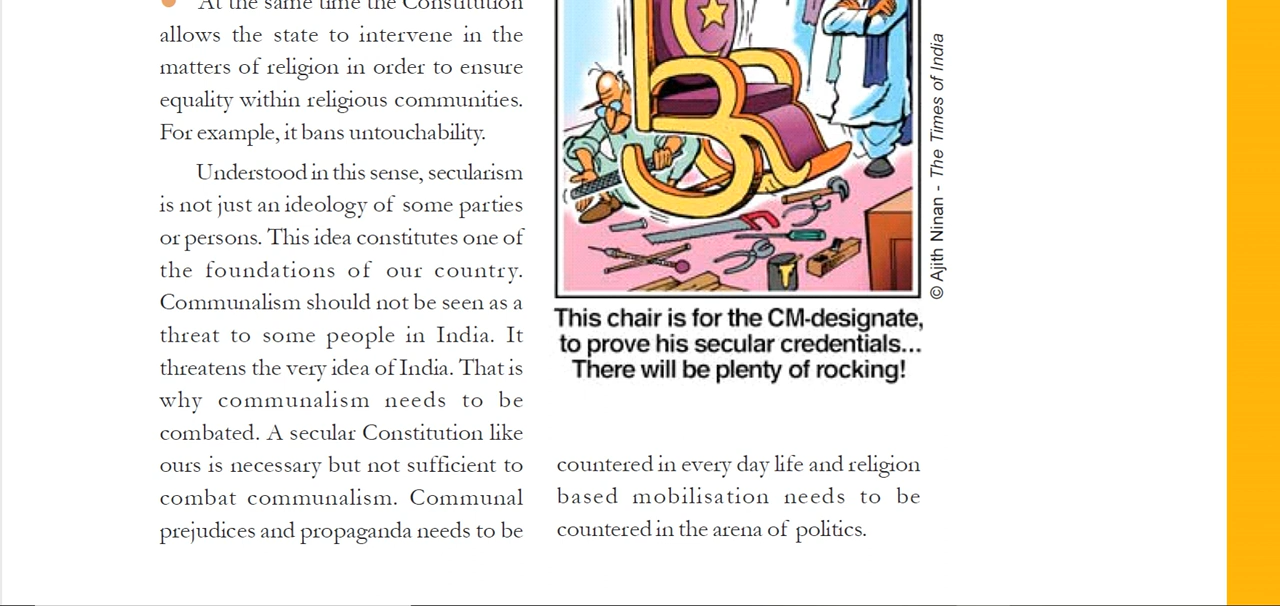 At the same time the Constitution
allows the state to intervene in the
matters of religion in order to ensure
equality within religious communities.
For example, it bans untouchability.
Understood in this sense, secularism
is not just an ideology of some parties
or persons. This idea constitutes one of
the foundations of our country.
Communalism should not be seen as a
threat to some people in India. It
threatens the very idea of India. That is
why communalism needs to be
combated. A secular Constitution like
ours is necessary but not sufficient to
combat communalism. Communal
prejudices and propaganda needs to be
© Ajith Ninan - The Times of India
This chair is for the CM-designate,
to prove his secular credentials...
There will be plenty of rocking!
countered in every day life and religion
based mobilisation needs to be
countered in the arena of politics.